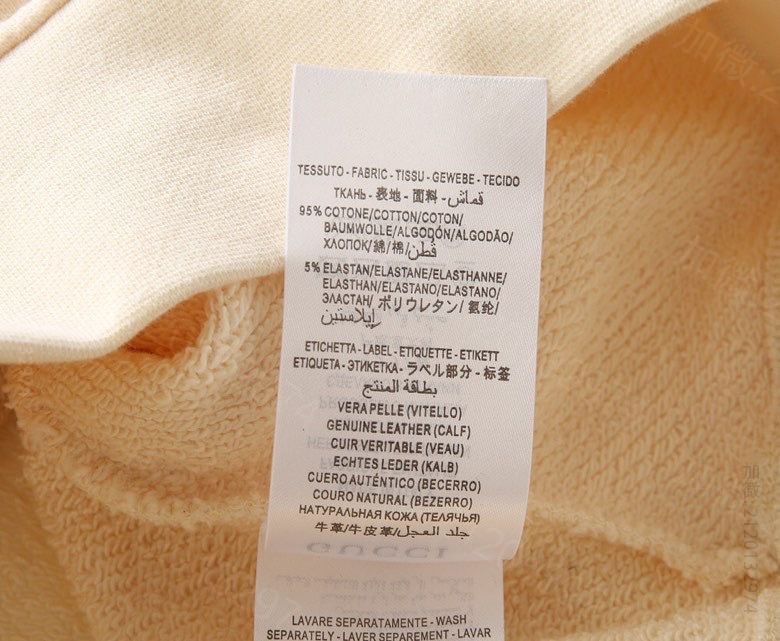 TESSUTO - FABRIC - TISSU - GEWEBE - TECIDO
ТКАНЬ - 表地 - 面料 - قماش
95% COTONE/COTTON/COTON/
BAUMWOLLE/ALGODÓN/ALGODÃO/
ХЛОПОК/綿/棉/قطن
5% ELASTAN/ELASTANE/ELASTHANNE/
ELASTHAN/ELASTANO/ELASTANO/
ЭЛАСТАН/ ポリウレタン/ 氨纶/
إيلاستين
ETICHETTA - LABEL - ETIQUETTE - ETIKETT
ETIQUETA - ЭТИКЕТКА - ラベル部分 - 标签
بطاقة المنتج
VERA PELLE (VITELLO)
GENUINE LEATHER (CALF)
CUIR VERITABLE (VEAU)
ECHTES LEDER (KALB)
CUERO AUTÉNTICO (BECERRO)
COURO NATURAL (BEZERRO)
НАТУРАЛЬНАЯ КОЖА (ТЕЛЯЧЬЯ)
牛革/牛皮革/جلد العجل
GUCCI
LAVARE SEPARATAMENTE - WASH
SEPARATELY - LAVER SEPAREMENT - LAVAR
加微